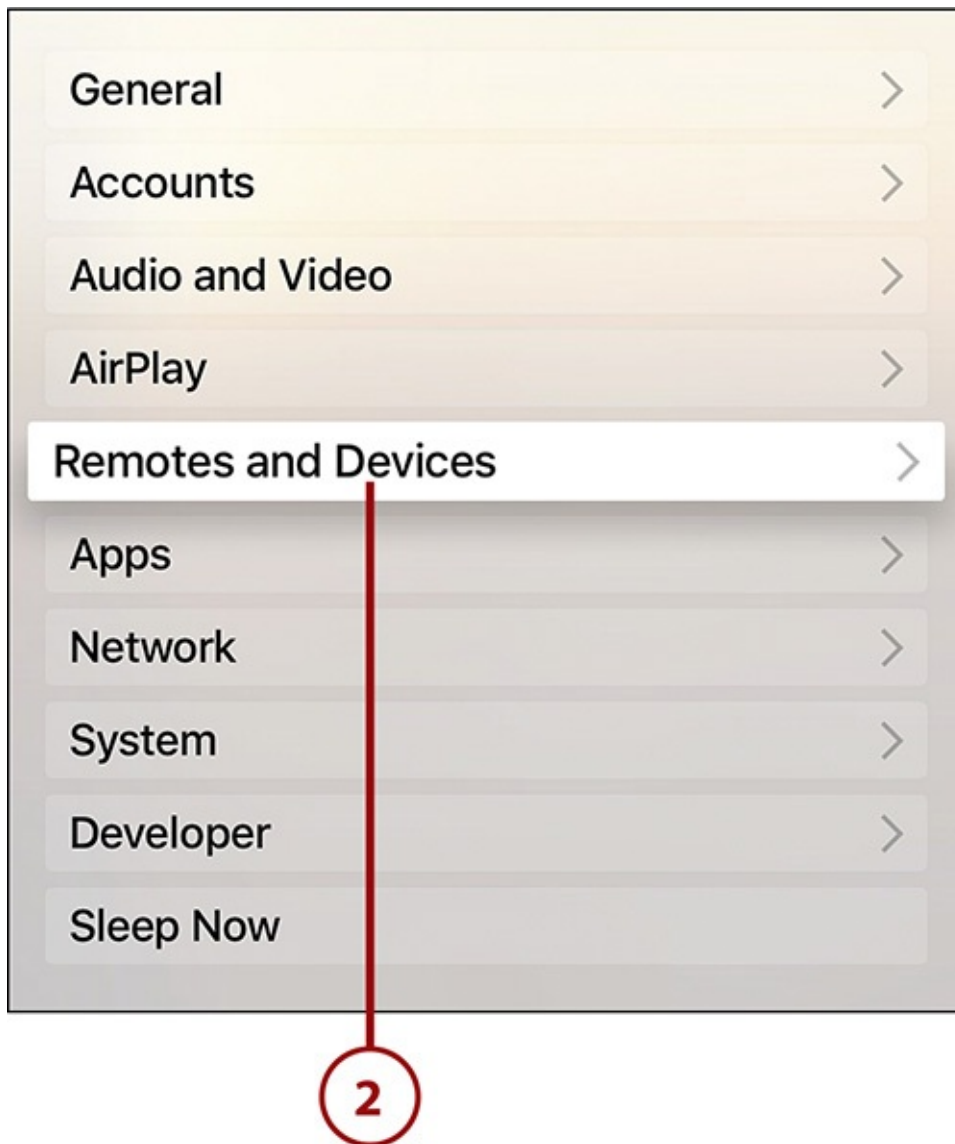 General
Accounts
Audio and Video
AirPlay
Remotes and Devices
Apps
Network
System
Developer
Sleep Now
2